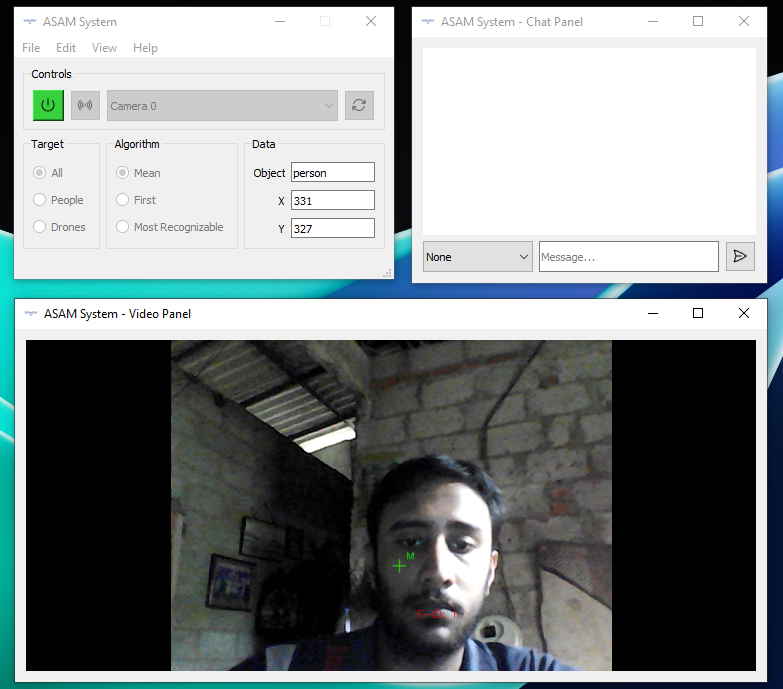 ASAM System
File Edit View Help
Controls
Camera 0
Target
All
People
Drones
Algorithm
Mean
First
Most Recognizable
Data
Object person
X 331
Y 327
ASAM System - Chat Panel
None
Message...
ASAM System - Video Panel
M